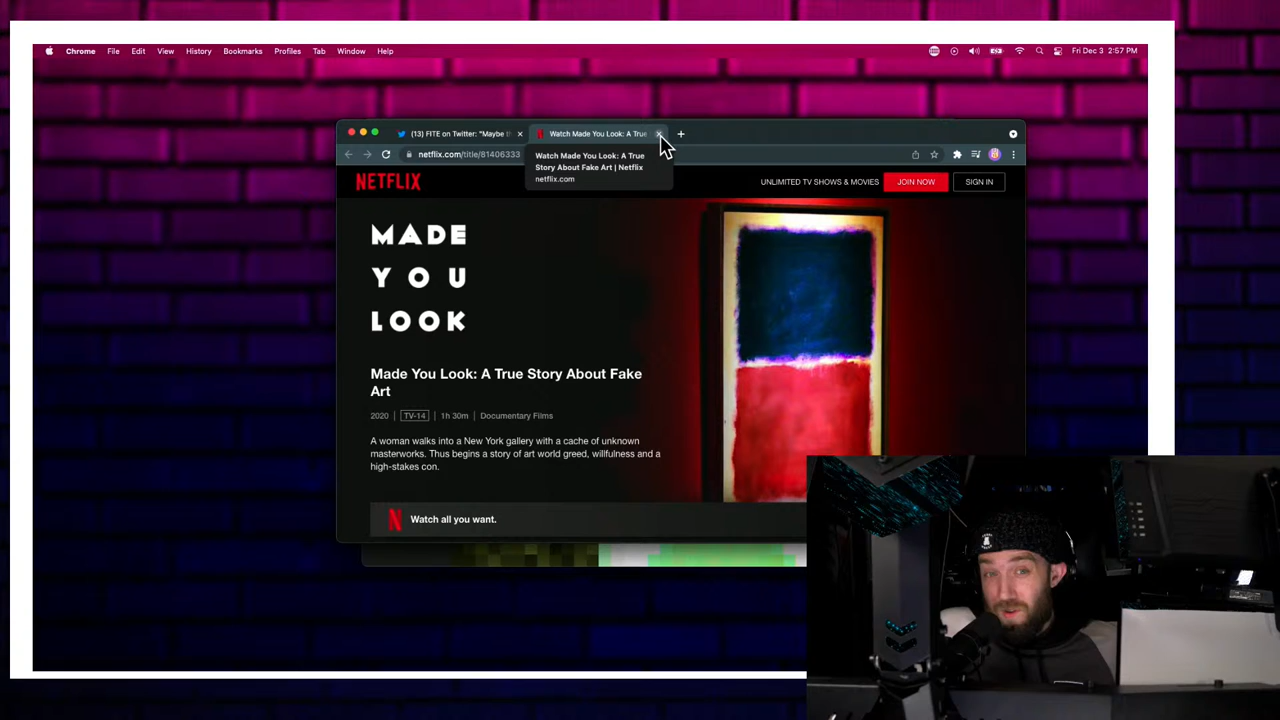 Chrome File Edit View History Bookmarks Profiles Tab Window Help Fri Dec 3 2:57 PM
(13) FITE on Twitter: "Maybe th Watch Made You Look: A True
netflix.com/title/81406333
Watch Made You Look: A True
Story About Fake Art | Netflix
netflix.com
NETFLIX UNLIMITED TV SHOWS & MOVIES JOIN NOW SIGN IN
MADE
YOU
LOOK
Made You Look: A True Story About Fake
Art
2020 | TV-14 | 1h 30m | Documentary Films
A woman walks into a New York gallery with a cache of unknown
masterworks. Thus begins a story of art world greed, willfulness and a
high-stakes con.
N Watch all you want.